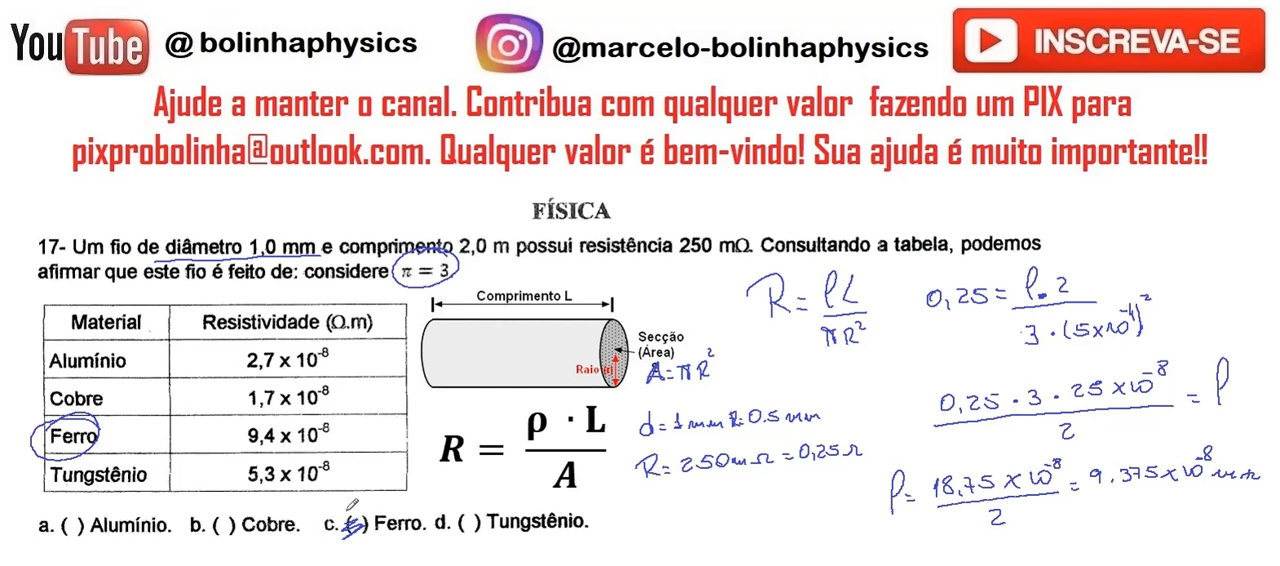 YouTube @bolinhaphysics @marcelo-bolinhaphysics INSCREVA-SE
Ajude a manter o canal. Contribua com qualquer valor fazendo um PIX para
pixprobolinha@outlook.com. Qualquer valor é bem-vindo! Sua ajuda é muito importante!!
FÍSICA
17- Um fio de diâmetro 1,0 mm e comprimento 2,0 m possui resistência 250 mΩ. Consultando a tabela, podemos
afirmar que este fio é feito de: considere π = 3
Material Resistividade (Ω.m)
Alumínio 2,7 x 10⁻⁸
Cobre 1,7 x 10⁻⁸
Ferro 9,4 x 10⁻⁸
Tungstênio 5,3 x 10⁻⁸
Comprimento L
Secção
(Área)
Raio
A = πR²
R = ρ · L / A
d = 1mm R = 0.5 mm
R = 250mΩ = 0,25Ω
R = ρL / πR²
0,25 = ρ . 2 / 3 . (5x10⁻⁴)²
0,25 . 3 . 25 x 10⁻⁸ / 2 = ρ
ρ = 18,75 x 10⁻⁸ / 2 = 9.375 x 10⁻⁸
a. ( ) Alumínio. b. ( ) Cobre. c. ( ) Ferro. d. ( ) Tungstênio.